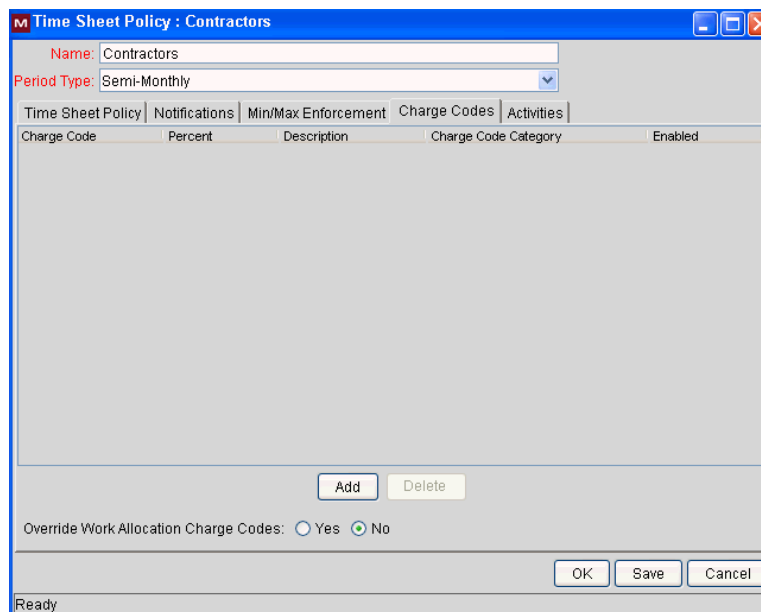 M Time Sheet Policy : Contractors
Name: Contractors
Period Type: Semi-Monthly
Time Sheet Policy Notifications Min/Max Enforcement Charge Codes Activities
Charge Code Percent Description Charge Code Category Enabled
Add Delete
Override Work Allocation Charge Codes: Yes No
OK Save Cancel
Ready